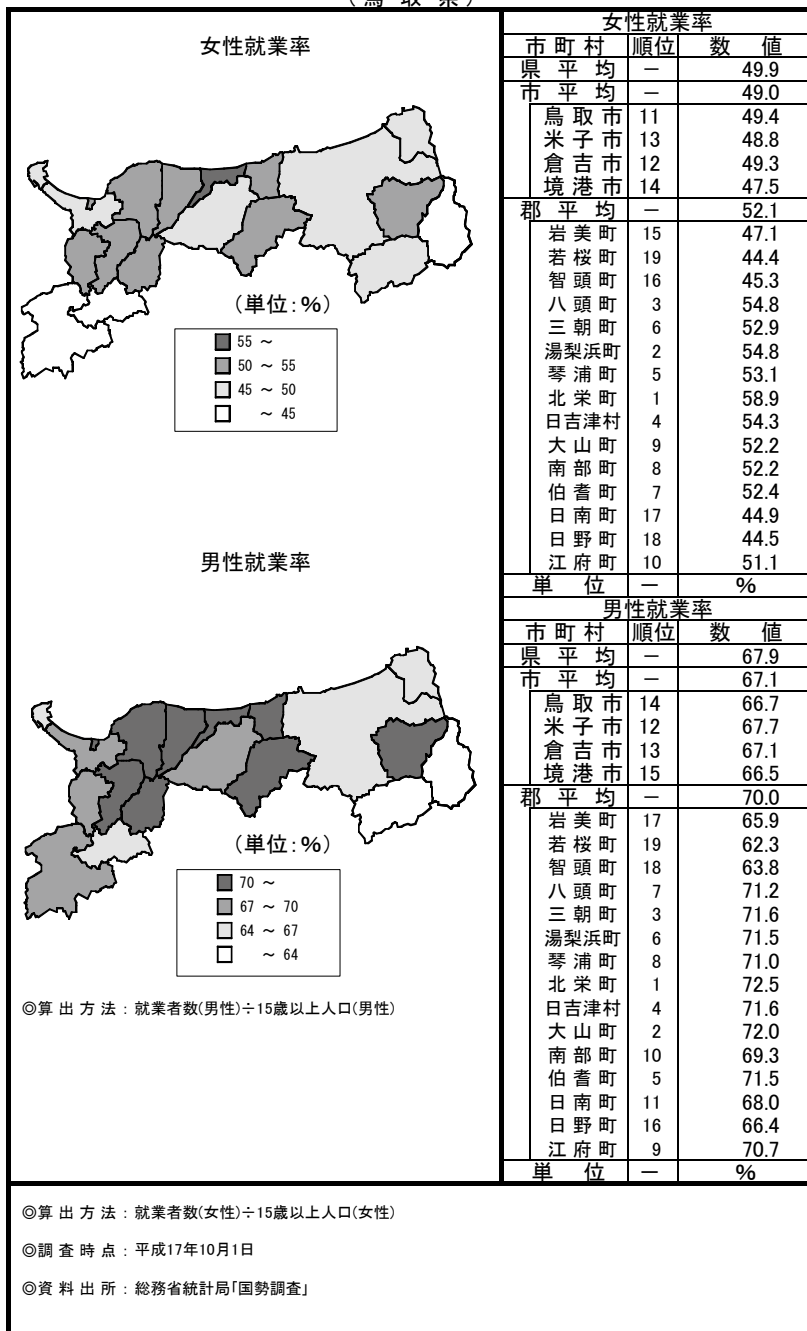 (鳥取県)
女性就業率
(単位:%)
55 ～
50 ～ 55
45 ～ 50
～ 45
男性就業率
(単位:%)
70 ～
67 ～ 70
64 ～ 67
～ 64
◎算出方法:就業者数(男性)÷15歳以上人口(男性)
女性就業率
市町村 順位 数値
県平均 － 49.9
市平均 － 49.0
鳥取市 11 49.4
米子市 13 48.8
倉吉市 12 49.3
境港市 14 47.5
郡平均 － 52.1
岩美町 15 47.1
若桜町 19 44.4
智頭町 16 45.3
八頭町 3 54.8
三朝町 6 52.9
湯梨浜町 2 54.8
琴浦町 5 53.1
北栄町 1 58.9
日吉津村 4 54.3
大山町 9 52.2
南部町 8 52.2
伯耆町 7 52.4
日南町 17 44.9
日野町 18 44.5
江府町 10 51.1
単位 － %
男性就業率
市町村 順位 数値
県平均 － 67.9
市平均 － 67.1
鳥取市 14 66.7
米子市 12 67.7
倉吉市 13 67.1
境港市 15 66.5
郡平均 － 70.0
岩美町 17 65.9
若桜町 19 62.3
智頭町 18 63.8
八頭町 7 71.2
三朝町 3 71.6
湯梨浜町 6 71.5
琴浦町 8 71.0
北栄町 1 72.5
日吉津村 4 71.6
大山町 2 72.0
南部町 10 69.3
伯耆町 5 71.5
日南町 11 68.0
日野町 16 66.4
江府町 9 70.7
単位 － %
◎算出方法:就業者数(女性)÷15歳以上人口(女性)
◎調査時点:平成17年10月1日
◎資料出所:総務省統計局「国勢調査」